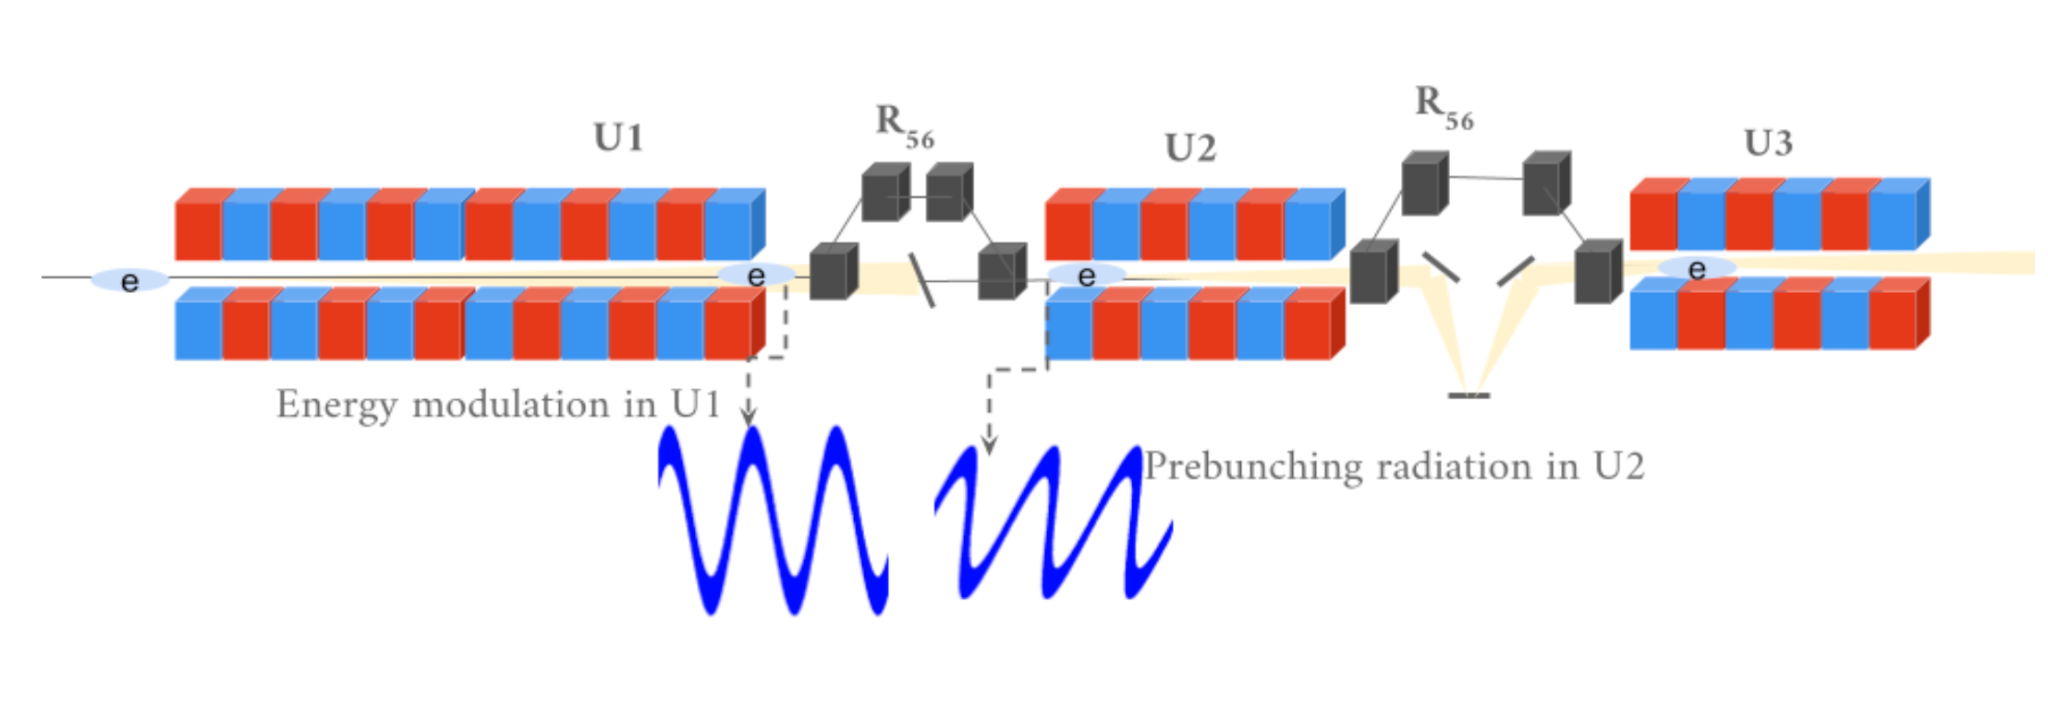 U1
R56
U2
R56
U3
e
e
e
e
Energy modulation in U1
Prebunching radiation in U2